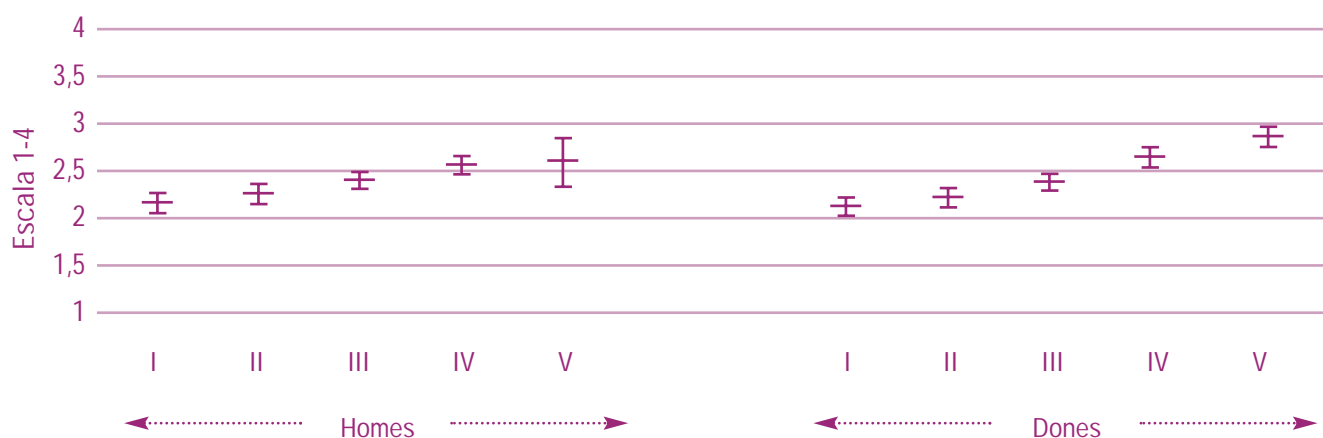 Escala 1-4
4
3,5
3
2,5
2
1,5
1
I II III IV V I II III IV V
Homes Dones